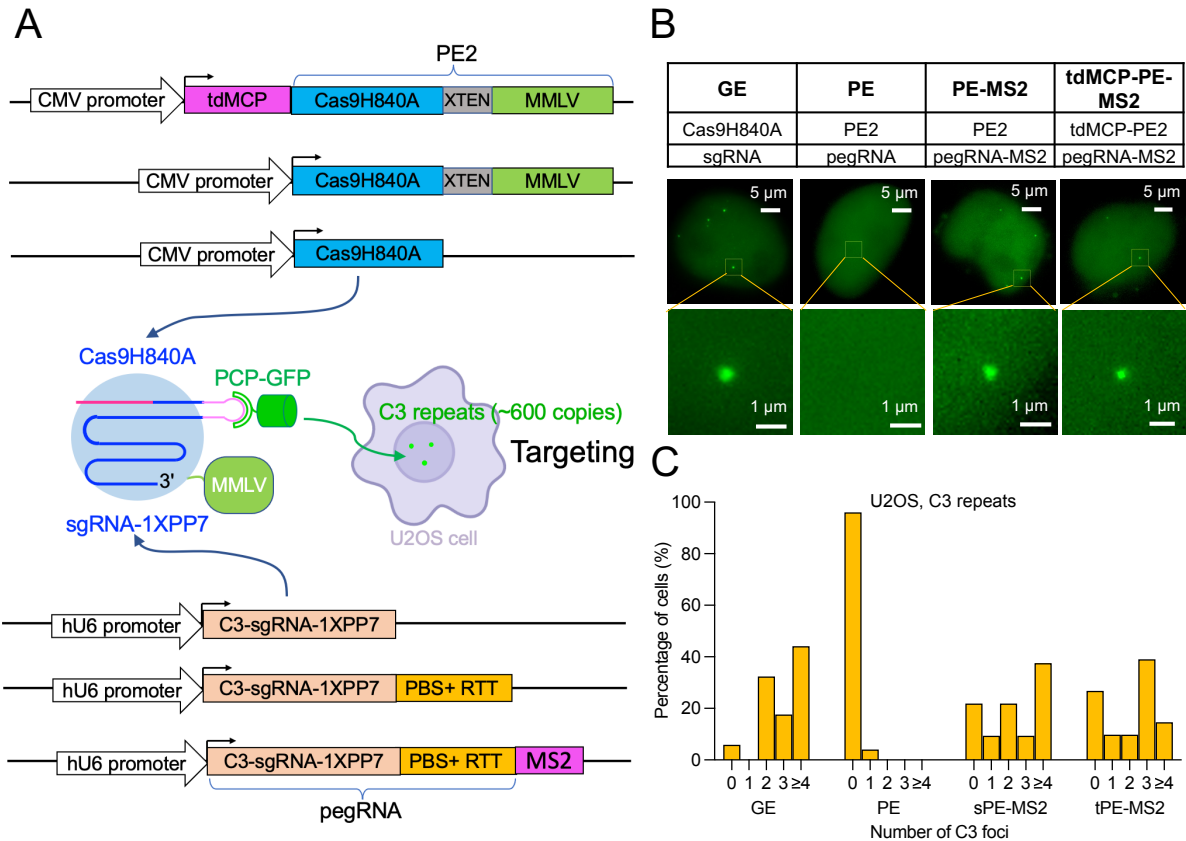 A
PE2
CMV promoter
tdMCP
Cas9H840A
XTEN
MMLV
CMV promoter
Cas9H840A
XTEN
MMLV
CMV promoter
Cas9H840A
Cas9H840A
PCP-GFP
C3 repeats (~600 copies)
Targeting
3'
MMLV
sgRNA-1XPP7
U2OS cell
hU6 promoter
C3-sgRNA-1XPP7
hU6 promoter
C3-sgRNA-1XPP7
PBS+ RTT
hU6 promoter
C3-sgRNA-1XPP7
PBS+ RTT
MS2
pegRNA
B
GE
PE
PE-MS2
tdMCP-PE-
MS2
Cas9H840A
PE2
PE2
tdMCP-PE2
sgRNA
pegRNA
pegRNA-MS2
pegRNA-MS2
5 µm
5 µm
5 µm
5 µm
1 µm
1 µm
1 µm
1 µm
C
U2OS, C3 repeats
Percentage of cells (%)
100
80
60
40
20
0
0 1 2 3 ≥4
0 1 2 3 ≥4
0 1 2 3 ≥4
0 1 2 3 ≥4
GE
PE
sPE-MS2
tPE-MS2
Number of C3 foci